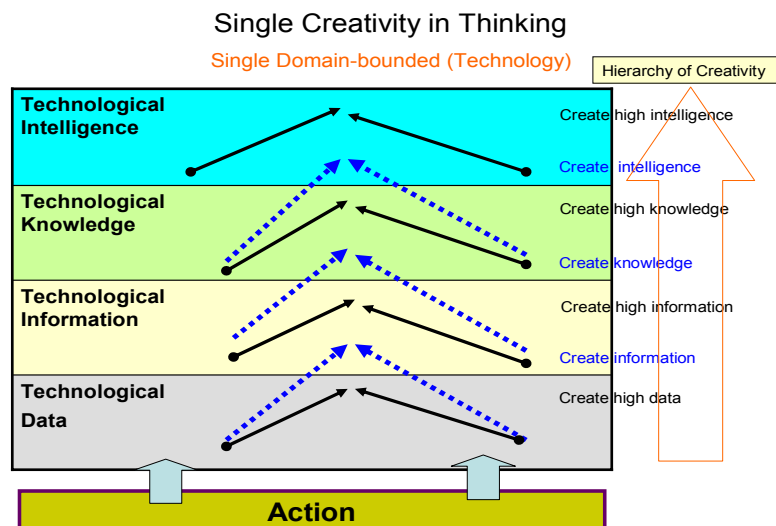 Single Creativity in Thinking
Single Domain-bounded (Technology)
Hierarchy of Creativity
Technological
Intelligence
Create high intelligence
Create intelligence
Technological
Knowledge
Create high knowledge
Create knowledge
Technological
Information
Create high information
Create information
Technological
Data
Create high data
Action